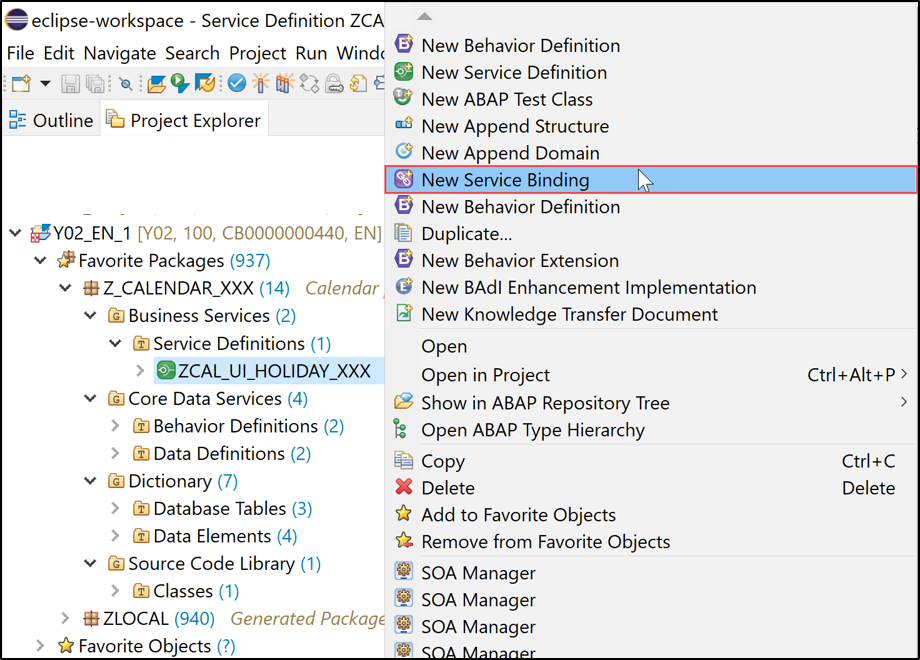 eclipse-workspace - Service Definition ZCA
File Edit Navigate Search Project Run Windo
Outline Project Explorer
Y02_EN_1 [Y02, 100, CB0000000440, EN]
Favorite Packages (937)
Z_CALENDAR_XXX (14) Calendar
Business Services (2)
Service Definitions (1)
ZCAL_UI_HOLIDAY_XXX
Core Data Services (4)
Behavior Definitions (2)
Data Definitions (2)
Dictionary (7)
Database Tables (3)
Data Elements (4)
Source Code Library (1)
Classes (1)
ZLOCAL (940) Generated Package
Favorite Objects (?)
New Behavior Definition
New Service Definition
New ABAP Test Class
New Append Structure
New Append Domain
New Service Binding
New Behavior Definition
Duplicate...
New Behavior Extension
New BAdI Enhancement Implementation
New Knowledge Transfer Document
Open
Open in Project Ctrl+Alt+P
Show in ABAP Repository Tree
Open ABAP Type Hierarchy
Copy Ctrl+C
Delete Delete
Add to Favorite Objects
Remove from Favorite Objects
SOA Manager
SOA Manager
SOA Manager
SOA Manager